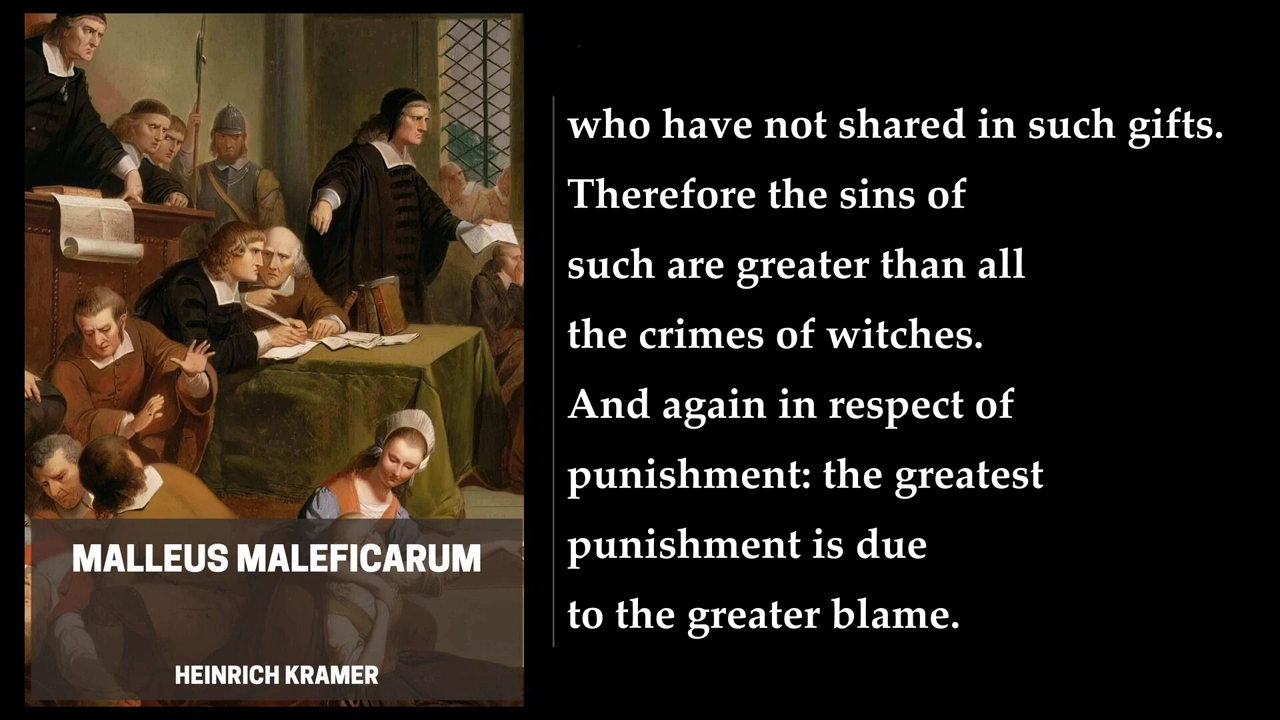 MALLEUS MALEFICARUM
HEINRICH KRAMER
who have not shared in such gifts.
Therefore the sins of
such are greater than all
the crimes of witches.
And again in respect of
punishment: the greatest
punishment is due
to the greater blame.